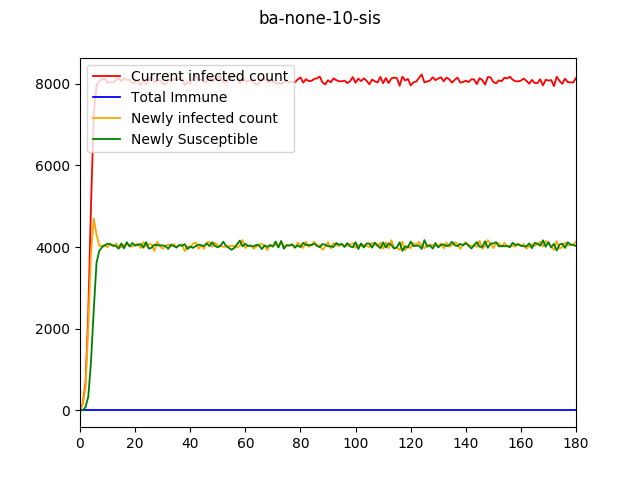 ba-none-10-sis
Current infected count
Total Immune
Newly infected count
Newly Susceptible
8000
6000
4000
2000
0
0 20 40 60 80 100 120 140 160 180